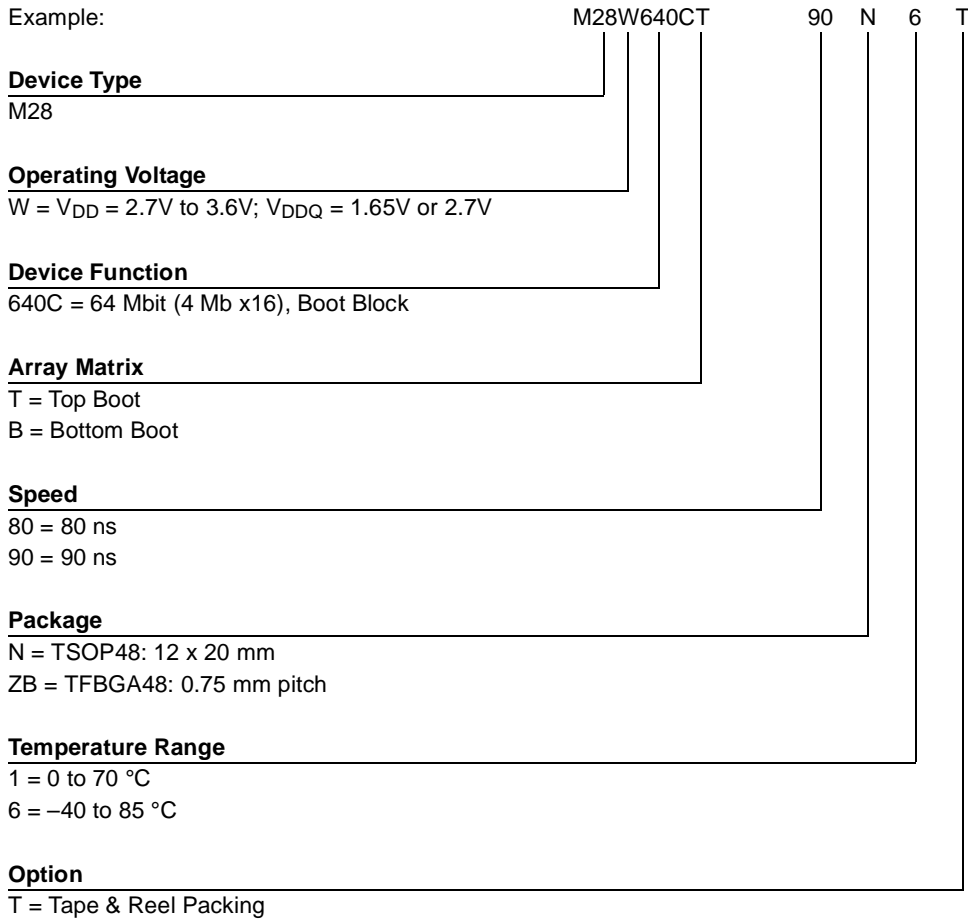 Example: M28W640CT 90 N 6 T
Device Type
M28
Operating Voltage
W = VDD = 2.7V to 3.6V; VDDQ = 1.65V or 2.7V
Device Function
640C = 64 Mbit (4 Mb x16), Boot Block
Array Matrix
T = Top Boot
B = Bottom Boot
Speed
80 = 80 ns
90 = 90 ns
Package
N = TSOP48: 12 x 20 mm
ZB = TFBGA48: 0.75 mm pitch
Temperature Range
1 = 0 to 70 °C
6 = –40 to 85 °C
Option
T = Tape & Reel Packing